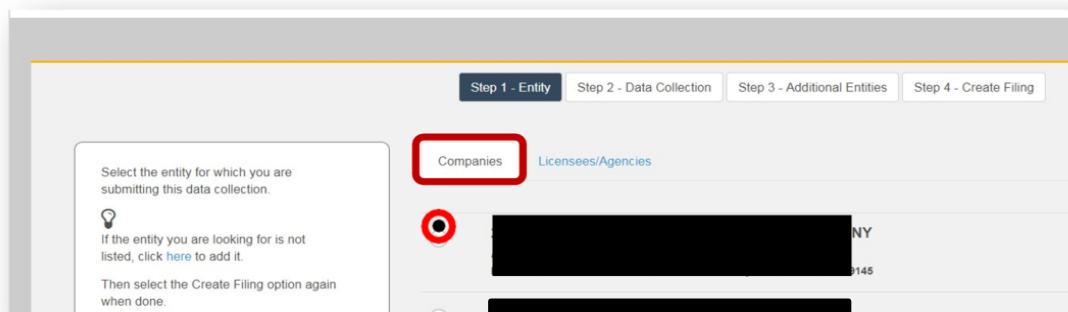 Step 1 - Entity
Step 2 - Data Collection
Step 3 - Additional Entities
Step 4 - Create Filing
Companies
Licensees/Agencies
Select the entity for which you are
submitting this data collection.
If the entity you are looking for is not
listed, click here to add it.
Then select the Create Filing option again
when done.
NY
9145